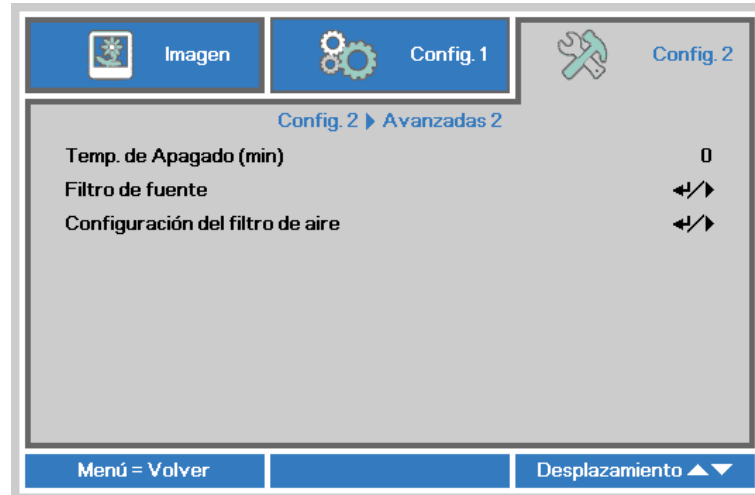 Imagen Config. 1 Config. 2
Config. 2 ▶ Avanzadas 2
Temp. de Apagado (min) 0
Filtro de fuente ↵/▶
Configuración del filtro de aire ↵/▶
Menú = Volver Desplazamiento ▲▼